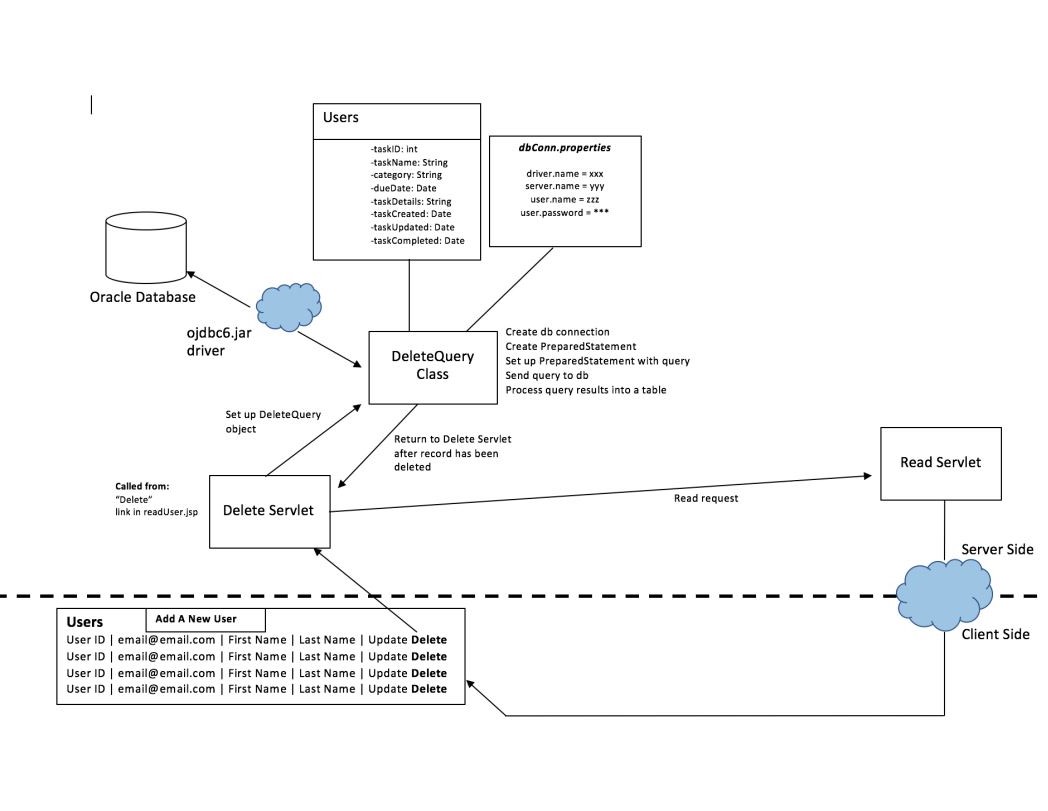 Users
-taskID: int
-taskName: String
-category: String
-dueDate: Date
-taskDetails: String
-taskCreated: Date
-taskUpdated: Date
-taskCompleted: Date
dbConn.properties
driver.name = xxx
server.name = yyy
user.name = zzz
user.password = ***
Oracle Database
ojdbc6.jar
driver
DeleteQuery
Class
Create db connection
Create PreparedStatement
Set up PreparedStatement with query
Send query to db
Process query results into a table
Set up DeleteQuery
object
Return to Delete Servlet
after record has been
deleted
Called from:
“Delete”
link in readUser.jsp
Delete Servlet
Read request
Read Servlet
Server Side
Client Side
Users
Add A New User
User ID | email@email.com | First Name | Last Name | Update Delete
User ID | email@email.com | First Name | Last Name | Update Delete
User ID | email@email.com | First Name | Last Name | Update Delete
User ID | email@email.com | First Name | Last Name | Update Delete